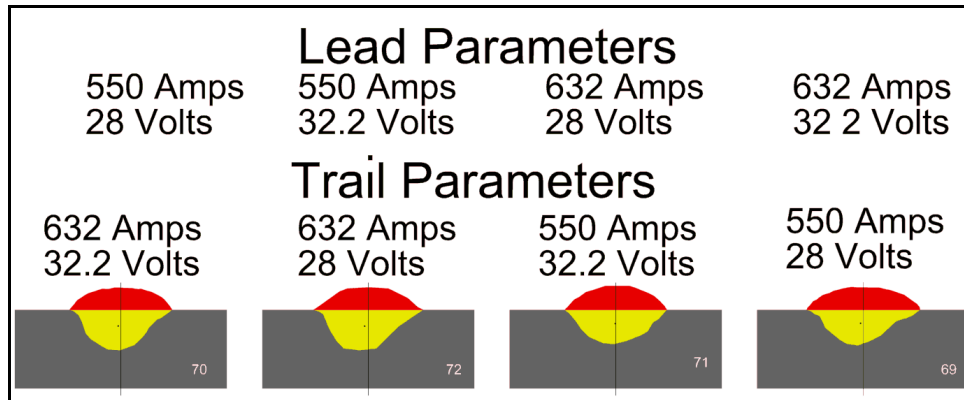 Lead Parameters
550 Amps
28 Volts
550 Amps
32.2 Volts
632 Amps
28 Volts
632 Amps
32 2 Volts
Trail Parameters
632 Amps
32.2 Volts
632 Amps
28 Volts
550 Amps
32.2 Volts
550 Amps
28 Volts
70
72
71
69